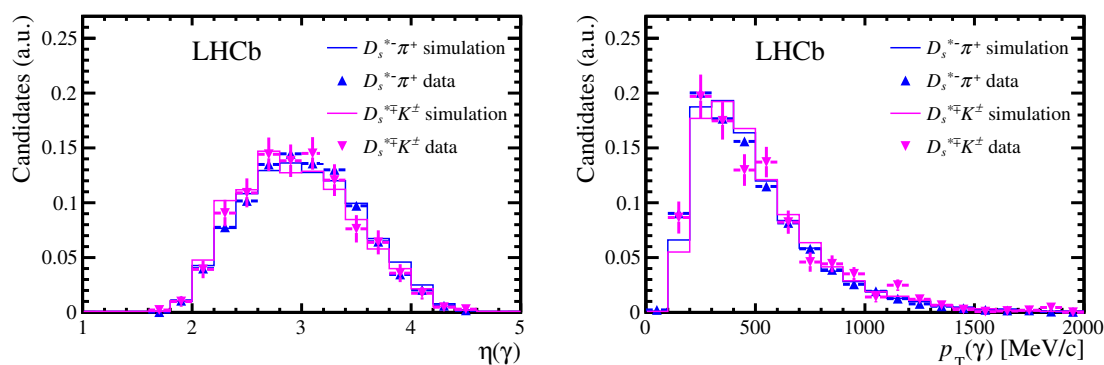 Candidates (a.u.)
0.25
0.2
0.15
0.1
0.05
0
LHCb
D_s^{*-}π^+ simulation
D_s^{*-}π^+ data
D_s^{*∓}K^± simulation
D_s^{*∓}K^± data
1 2 3 4 5
η(γ)
Candidates (a.u.)
0.25
0.2
0.15
0.1
0.05
0
LHCb
D_s^{*-}π^+ simulation
D_s^{*-}π^+ data
D_s^{*∓}K^± simulation
D_s^{*∓}K^± data
0 500 1000 1500 2000
p_T(γ) [MeV/c]